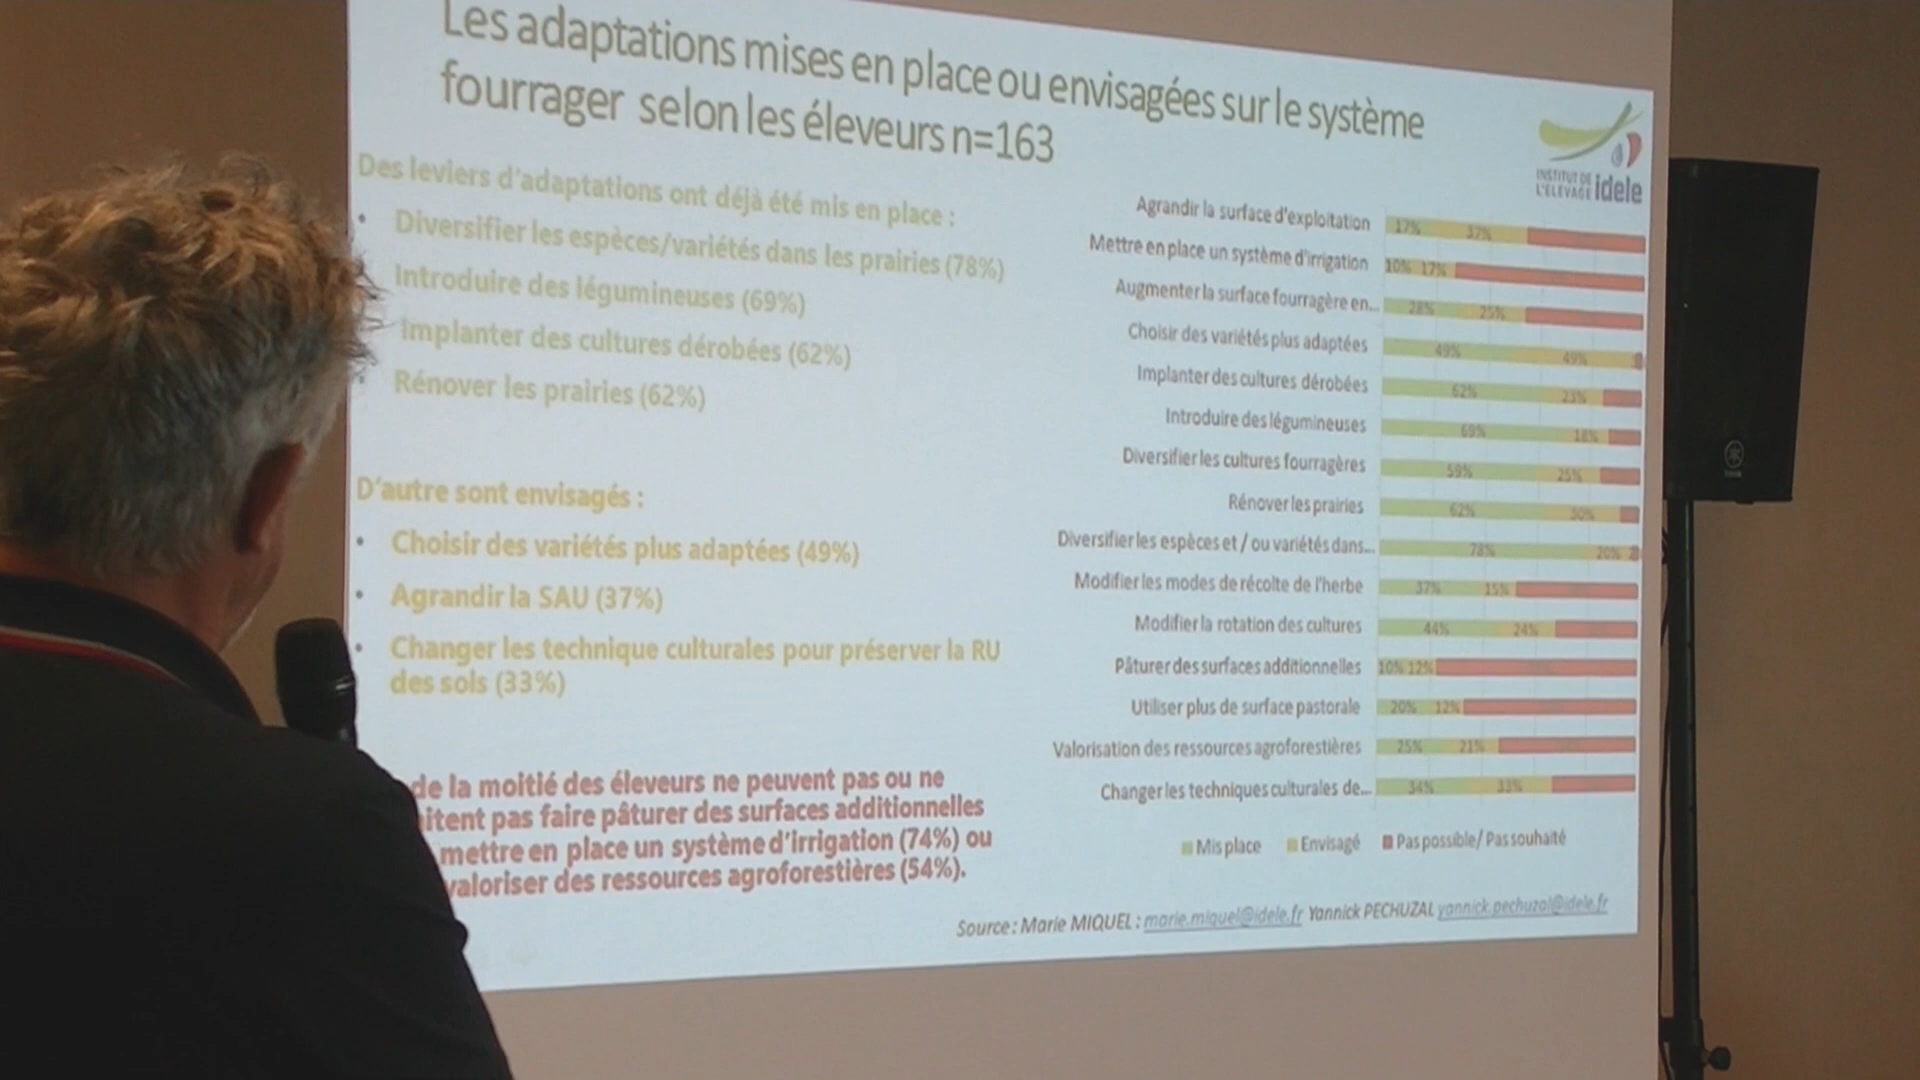 Les adaptations mises en place ou envisagées sur le système
fourrager selon les éleveurs n=163
INSTITUT DE
L'ELEVAGE idele
Des leviers d'adaptations ont déjà été mis en place :
• Diversifier les espèces/variétés dans les prairies (78%)
Introduire des légumineuses (69%)
Implanter des cultures dérobées (62%)
Rénover les prairies (62%)
D'autre sont envisagés :
• Choisir des variétés plus adaptées (49%)
• Agrandir la SAU (37%)
• Changer les technique culturales pour préserver la RU
des sols (33%)
de la moitié des éleveurs ne peuvent pas ou ne
itent pas faire pâturer des surfaces additionnelles
mettre en place un système d'irrigation (74%) ou
valoriser des ressources agroforestières (54%).
Agrandir la surface d'exploitation 17% 37%
Mettre en place un système d'irrigation 10% 17%
Augmenter la surface fourragère en... 28% 25%
Choisir des variétés plus adaptées 49% 49%
Implanter des cultures dérobées 62% 23%
Introduire des légumineuses 69% 18%
Diversifier les cultures fourragères 59% 25%
Rénover les prairies 62% 30%
Diversifier les espèces et / ou variétés dans... 78% 20%
Modifier les modes de récolte de l'herbe 37% 15%
Modifier la rotation des cultures 44% 24%
Pâturer des surfaces additionnelles 10% 12%
Utiliser plus de surface pastorale 20% 12%
Valorisation des ressources agroforestières 25% 21%
Changer les techniques culturales de... 34% 33%
Mis place Envisagé Pas possible/ Pas souhaité
Source : Marie MIQUEL : marie.miquel@idele.fr Yannick PECHUZAL yannick.pechuzal@idele.fr